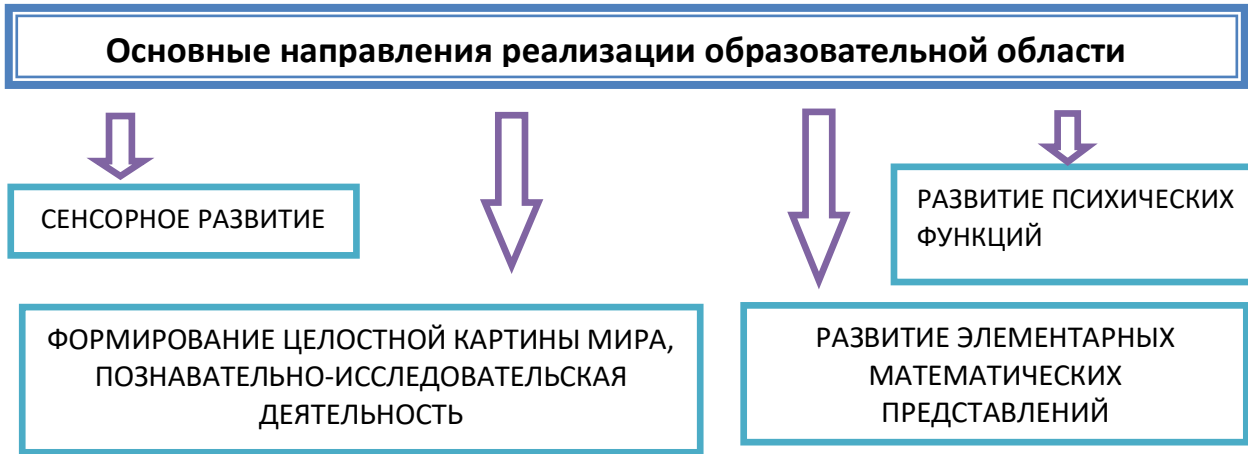 Основные направления реализации образовательной области
СЕНСОРНОЕ РАЗВИТИЕ
РАЗВИТИЕ ПСИХИЧЕСКИХ
ФУНКЦИЙ
ФОРМИРОВАНИЕ ЦЕЛОСТНОЙ КАРТИНЫ МИРА,
ПОЗНАВАТЕЛЬНО-ИССЛЕДОВАТЕЛЬСКАЯ
ДЕЯТЕЛЬНОСТЬ
РАЗВИТИЕ ЭЛЕМЕНТАРНЫХ
МАТЕМАТИЧЕСКИХ
ПРЕДСТАВЛЕНИЙ